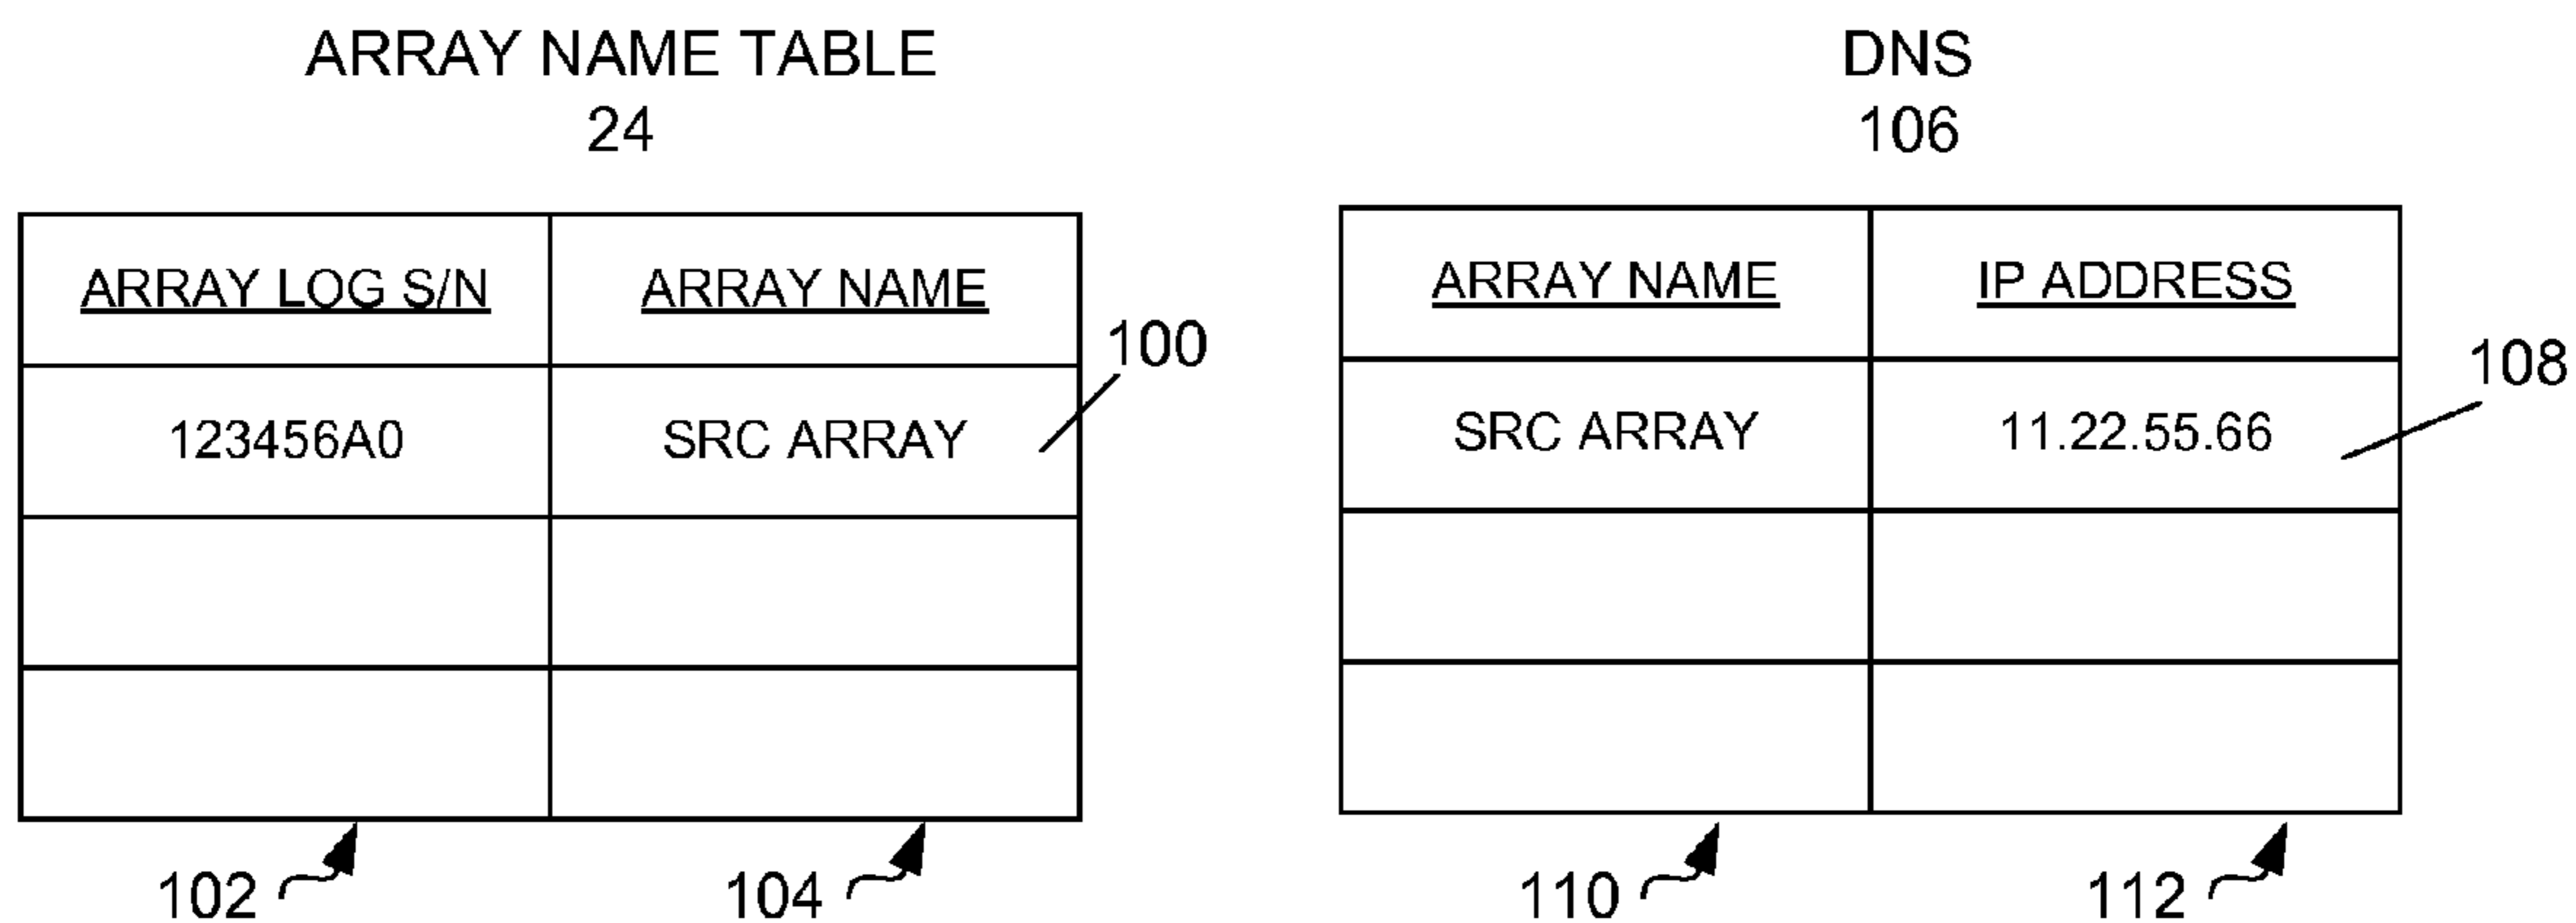 ARRAY NAME TABLE
24
ARRAY LOG S/N
ARRAY NAME
123456A0
SRC ARRAY
100
102
104
DNS
106
ARRAY NAME
IP ADDRESS
SRC ARRAY
11.22.55.66
108
110
112